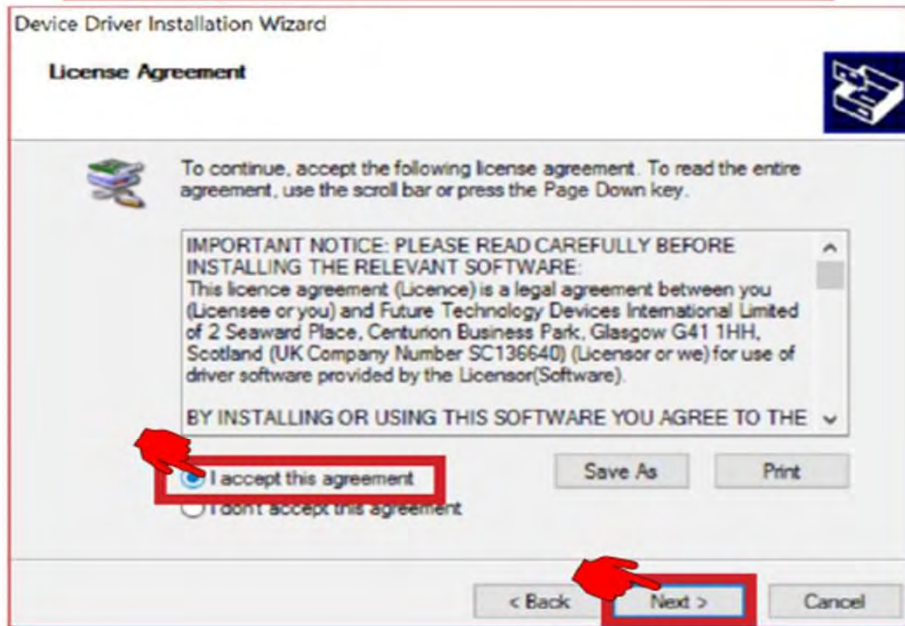 Device Driver Installation Wizard
License Agreement
To continue, accept the following license agreement. To read the entire
agreement, use the scroll bar or press the Page Down key.
IMPORTANT NOTICE: PLEASE READ CAREFULLY BEFORE
INSTALLING THE RELEVANT SOFTWARE:
This licence agreement (Licence) is a legal agreement between you
(Licensee or you) and Future Technology Devices International Limited
of 2 Seaward Place, Centurion Business Park, Glasgow G41 1HH,
Scotland (UK Company Number SC136640) (Licensor or we) for use of
driver software provided by the Licensor(Software).
BY INSTALLING OR USING THIS SOFTWARE YOU AGREE TO THE
I accept this agreement
Save As
Print
I don't accept this agreement
< Back
Next >
Cancel